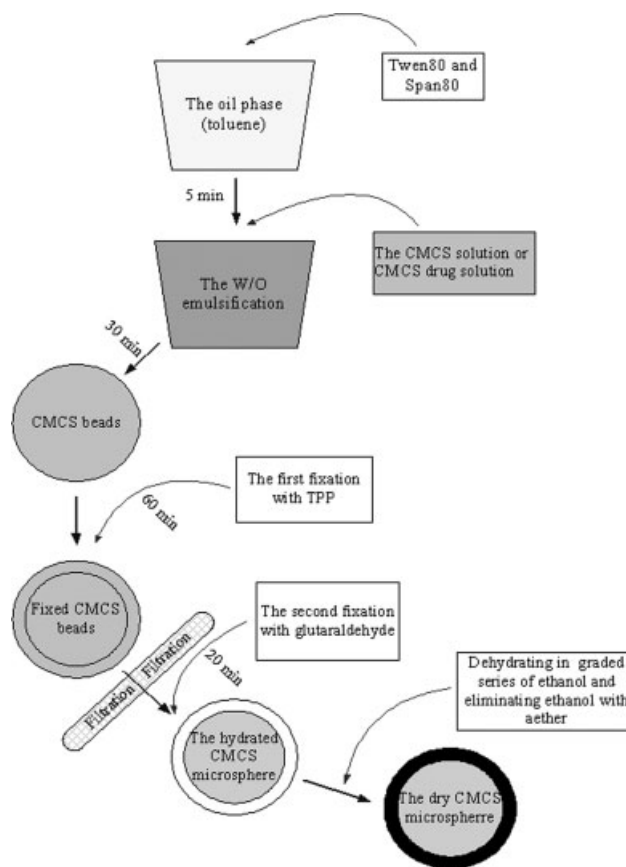 Twen80 and
Span80
The oil phase
(toluene)
5 min
The CMCS solution or
CMCS drug solution
The W/O
emulsification
30 min
CMCS beads
The first fixation
with TPP
60 min
Fixed CMCS
beads
Filtration Filtration
The second fixation
with glutaraldehyde
20 min
Dehydrating in graded
series of ethanol and
eliminating ethanol with
aether
The hydrated
CMCS
microsphere
The dry CMCS
microspherre